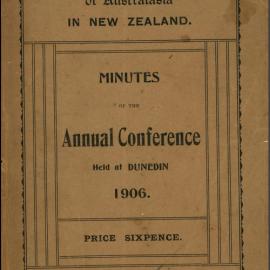 of Australasia
IN NEW ZEALAND.
MINUTES
OF THE
Annual Conference
Held at DUNEDIN
1906.
PRICE SIXPENCE.